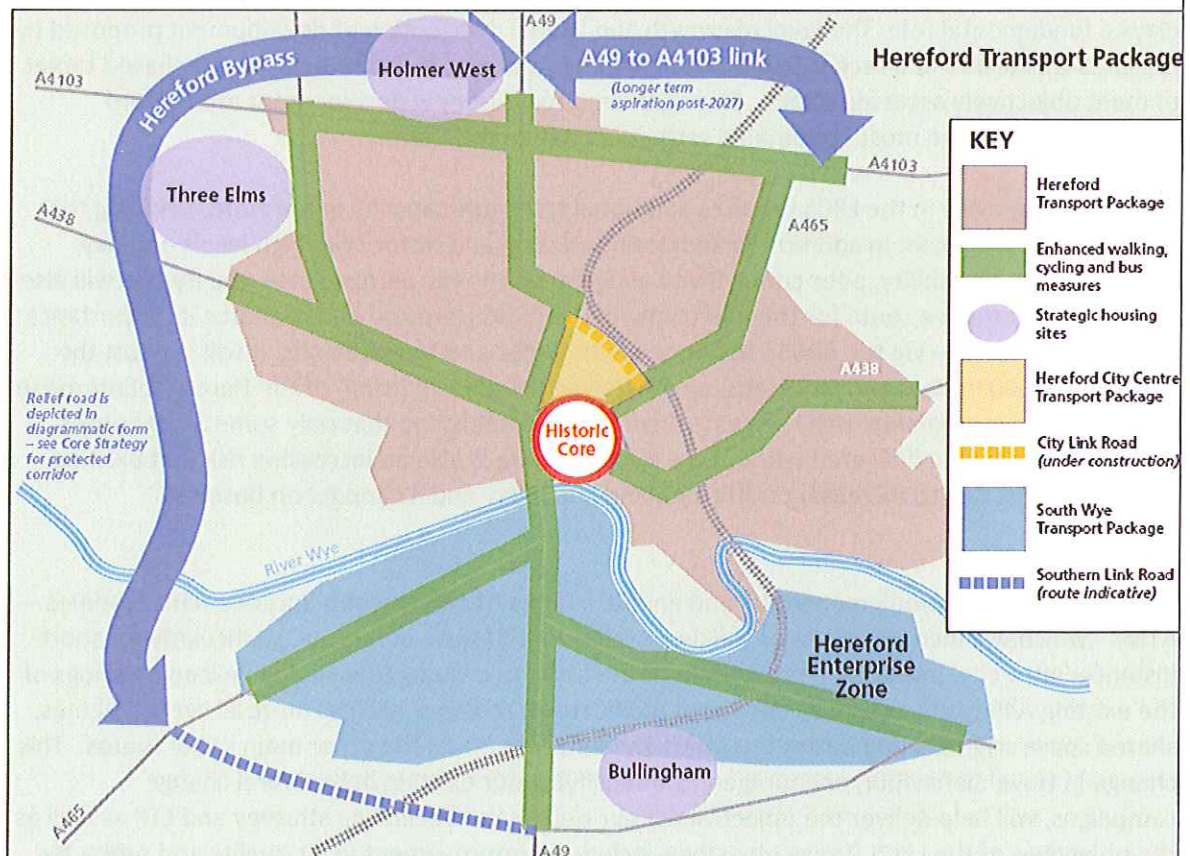 A49
Hereford Transport Package
A49 to A4103 link
(Longer term
aspiration post-2027)
Holmer West
Hereford Bypass
A4103
A4103
Three Elms
A438
A465
KEY
Hereford
Transport Package
Enhanced walking,
cycling and bus
measures
Strategic housing
sites
Hereford City Centre
Transport Package
City Link Road
(under construction)
South Wye
Transport Package
Southern Link Road
(route indicative)
A438
Relief road is
depicted in
diagrammatic form
– see Core Strategy
for protected
corridor
Historic
Core
River Wye
Hereford
Enterprise
Zone
Bullingham
A465
A49